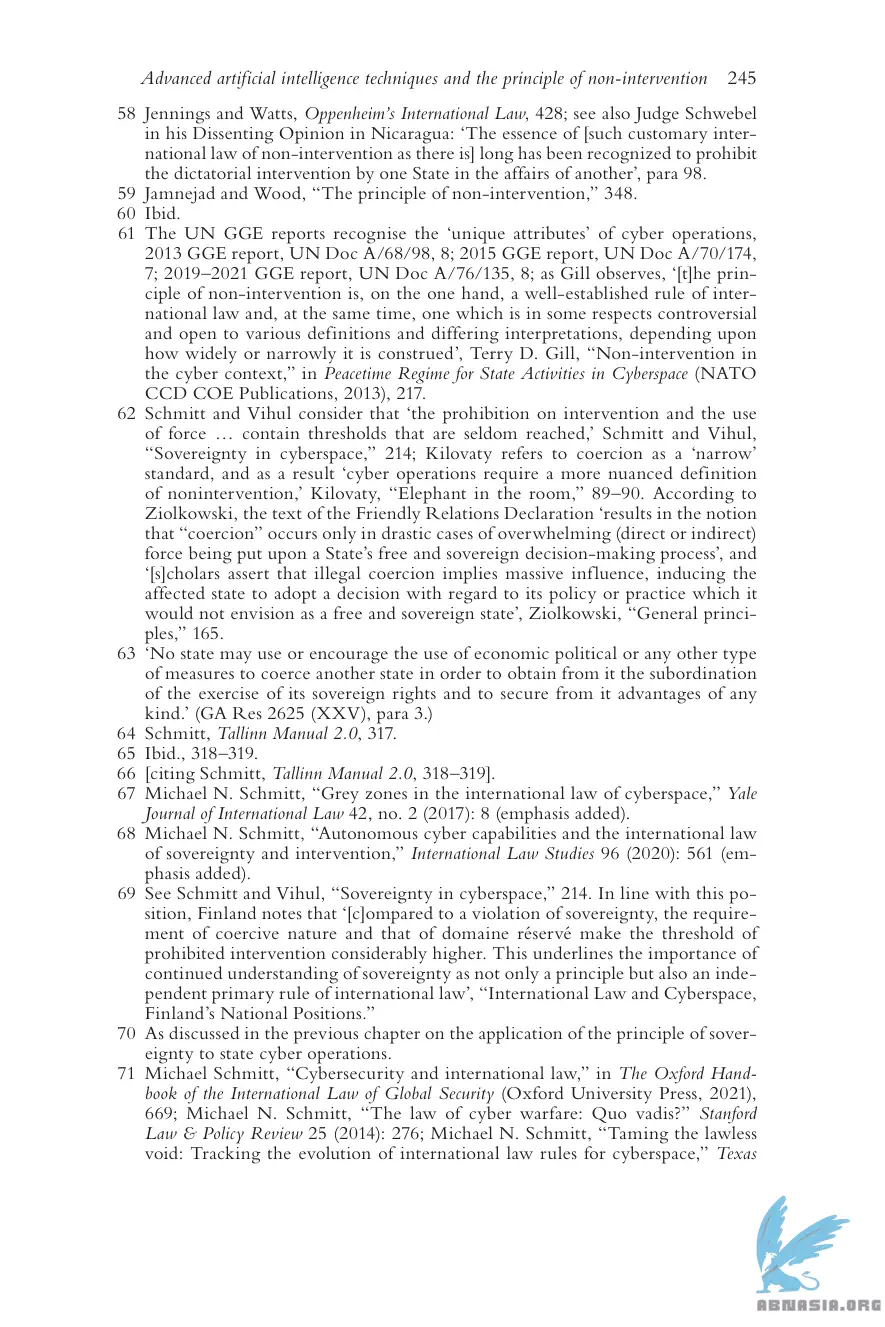 Advanced artificial intelligence techniques and the principle of non-intervention 245
58 Jennings and Watts, Oppenheim’s International Law, 428; see also Judge Schwebel
in his Dissenting Opinion in Nicaragua: ‘The essence of [such customary inter-
national law of non-intervention as there is] long has been recognized to prohibit
the dictatorial intervention by one State in the affairs of another’, para 98.
59 Jamnejad and Wood, “The principle of non-intervention,” 348.
60 Ibid.
61 The UN GGE reports recognise the ‘unique attributes’ of cyber operations,
2013 GGE report, UN Doc A/68/98, 8; 2015 GGE report, UN Doc A/70/174,
7; 2019–2021 GGE report, UN Doc A/76/135, 8; as Gill observes, ‘[t]he prin-
ciple of non-intervention is, on the one hand, a well-established rule of inter-
national law and, at the same time, one which is in some respects controversial
and open to various definitions and differing interpretations, depending upon
how widely or narrowly it is construed’, Terry D. Gill, “Non-intervention in
the cyber context,” in Peacetime Regime for State Activities in Cyberspace (NATO
CCD COE Publications, 2013), 217.
62 Schmitt and Vihul consider that ‘the prohibition on intervention and the use
of force … contain thresholds that are seldom reached,’ Schmitt and Vihul,
“Sovereignty in cyberspace,” 214; Kilovaty refers to coercion as a ‘narrow’
standard, and as a result ‘cyber operations require a more nuanced definition
of nonintervention,’ Kilovaty, “Elephant in the room,” 89–90. According to
Ziolkowski, the text of the Friendly Relations Declaration ‘results in the notion
that “coercion” occurs only in drastic cases of overwhelming (direct or indirect)
force being put upon a State’s free and sovereign decision-making process’, and
‘[s]cholars assert that illegal coercion implies massive influence, inducing the
affected state to adopt a decision with regard to its policy or practice which it
would not envision as a free and sovereign state’, Ziolkowski, “General princi-
ples,” 165.
63 ‘No state may use or encourage the use of economic political or any other type
of measures to coerce another state in order to obtain from it the subordination
of the exercise of its sovereign rights and to secure from it advantages of any
kind.’ (GA Res 2625 (XXV), para 3.)
64 Schmitt, Tallinn Manual 2.0, 317.
65 Ibid., 318–319.
66 [citing Schmitt, Tallinn Manual 2.0, 318–319].
67 Michael N. Schmitt, “Grey zones in the international law of cyberspace,” Yale
Journal of International Law 42, no. 2 (2017): 8 (emphasis added).
68 Michael N. Schmitt, “Autonomous cyber capabilities and the international law
of sovereignty and intervention,” International Law Studies 96 (2020): 561 (em-
phasis added).
69 See Schmitt and Vihul, “Sovereignty in cyberspace,” 214. In line with this po-
sition, Finland notes that ‘[c]ompared to a violation of sovereignty, the require-
ment of coercive nature and that of domaine réservé make the threshold of
prohibited intervention considerably higher. This underlines the importance of
continued understanding of sovereignty as not only a principle but also an inde-
pendent primary rule of international law’, “International Law and Cyberspace,
Finland’s National Positions.”
70 As discussed in the previous chapter on the application of the principle of sover-
eignty to state cyber operations.
71 Michael Schmitt, “Cybersecurity and international law,” in The Oxford Hand-
book of the International Law of Global Security (Oxford University Press, 2021),
669; Michael N. Schmitt, “The law of cyber warfare: Quo vadis?” Stanford
Law & Policy Review 25 (2014): 276; Michael N. Schmitt, “Taming the lawless
void: Tracking the evolution of international law rules for cyberspace,” Texas
ABNASIA.ORG